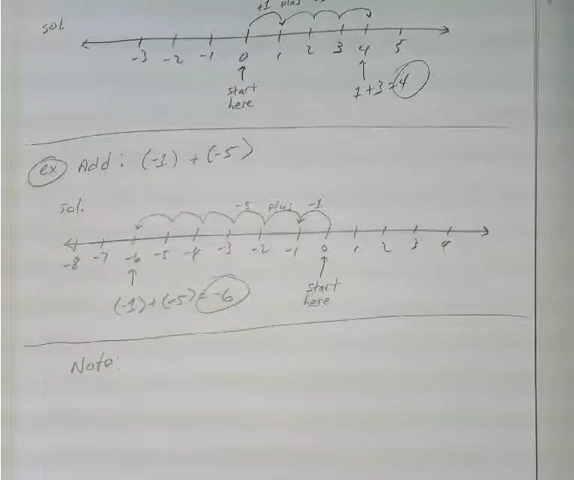 +1 plus
sol.
-3 -2 -1 0 1 2 3 4 5
start
here
1+3=4
ex Add: (-1) + (-5)
sol.
-5 plus -1
-8 -7 -6 -5 -4 -3 -2 -1 0 1 2 3 4
(-1)+(-5)=-6
start
here
Note: